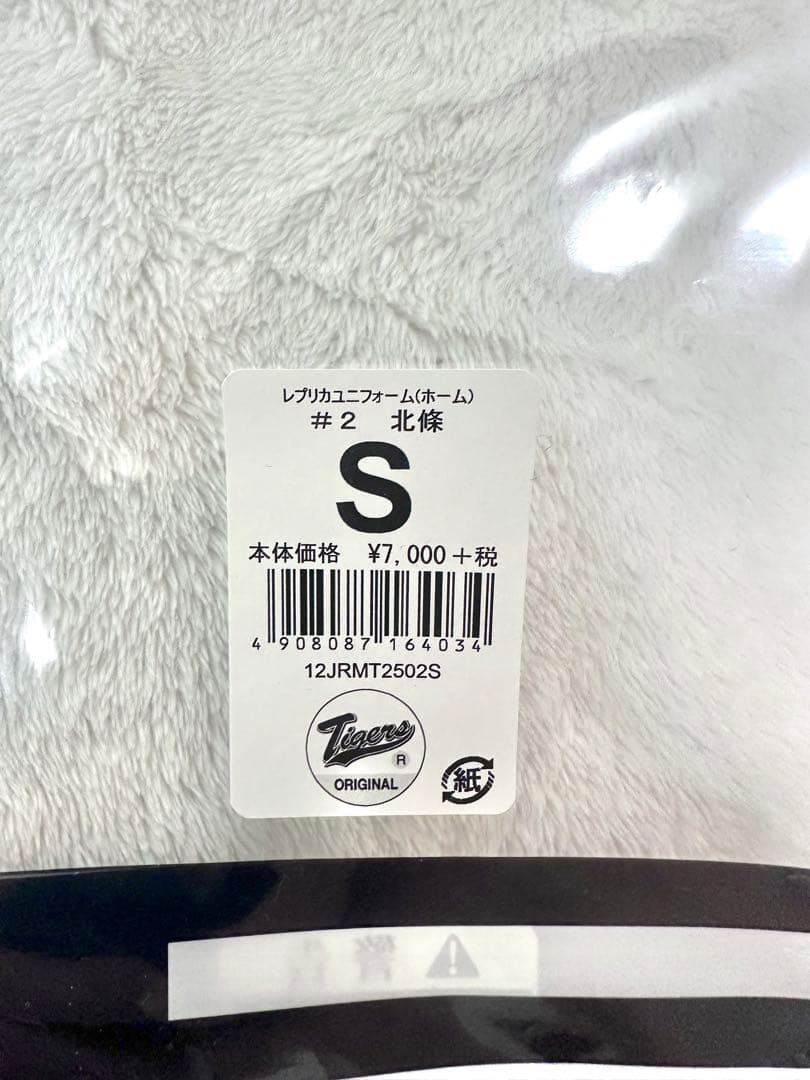 レプリカユニフォーム(ホーム)
#2 北條
S
本体価格 ¥7,000+税
4 908087 164034
12JRMT2502S
Tigers
R
ORIGINAL
紙